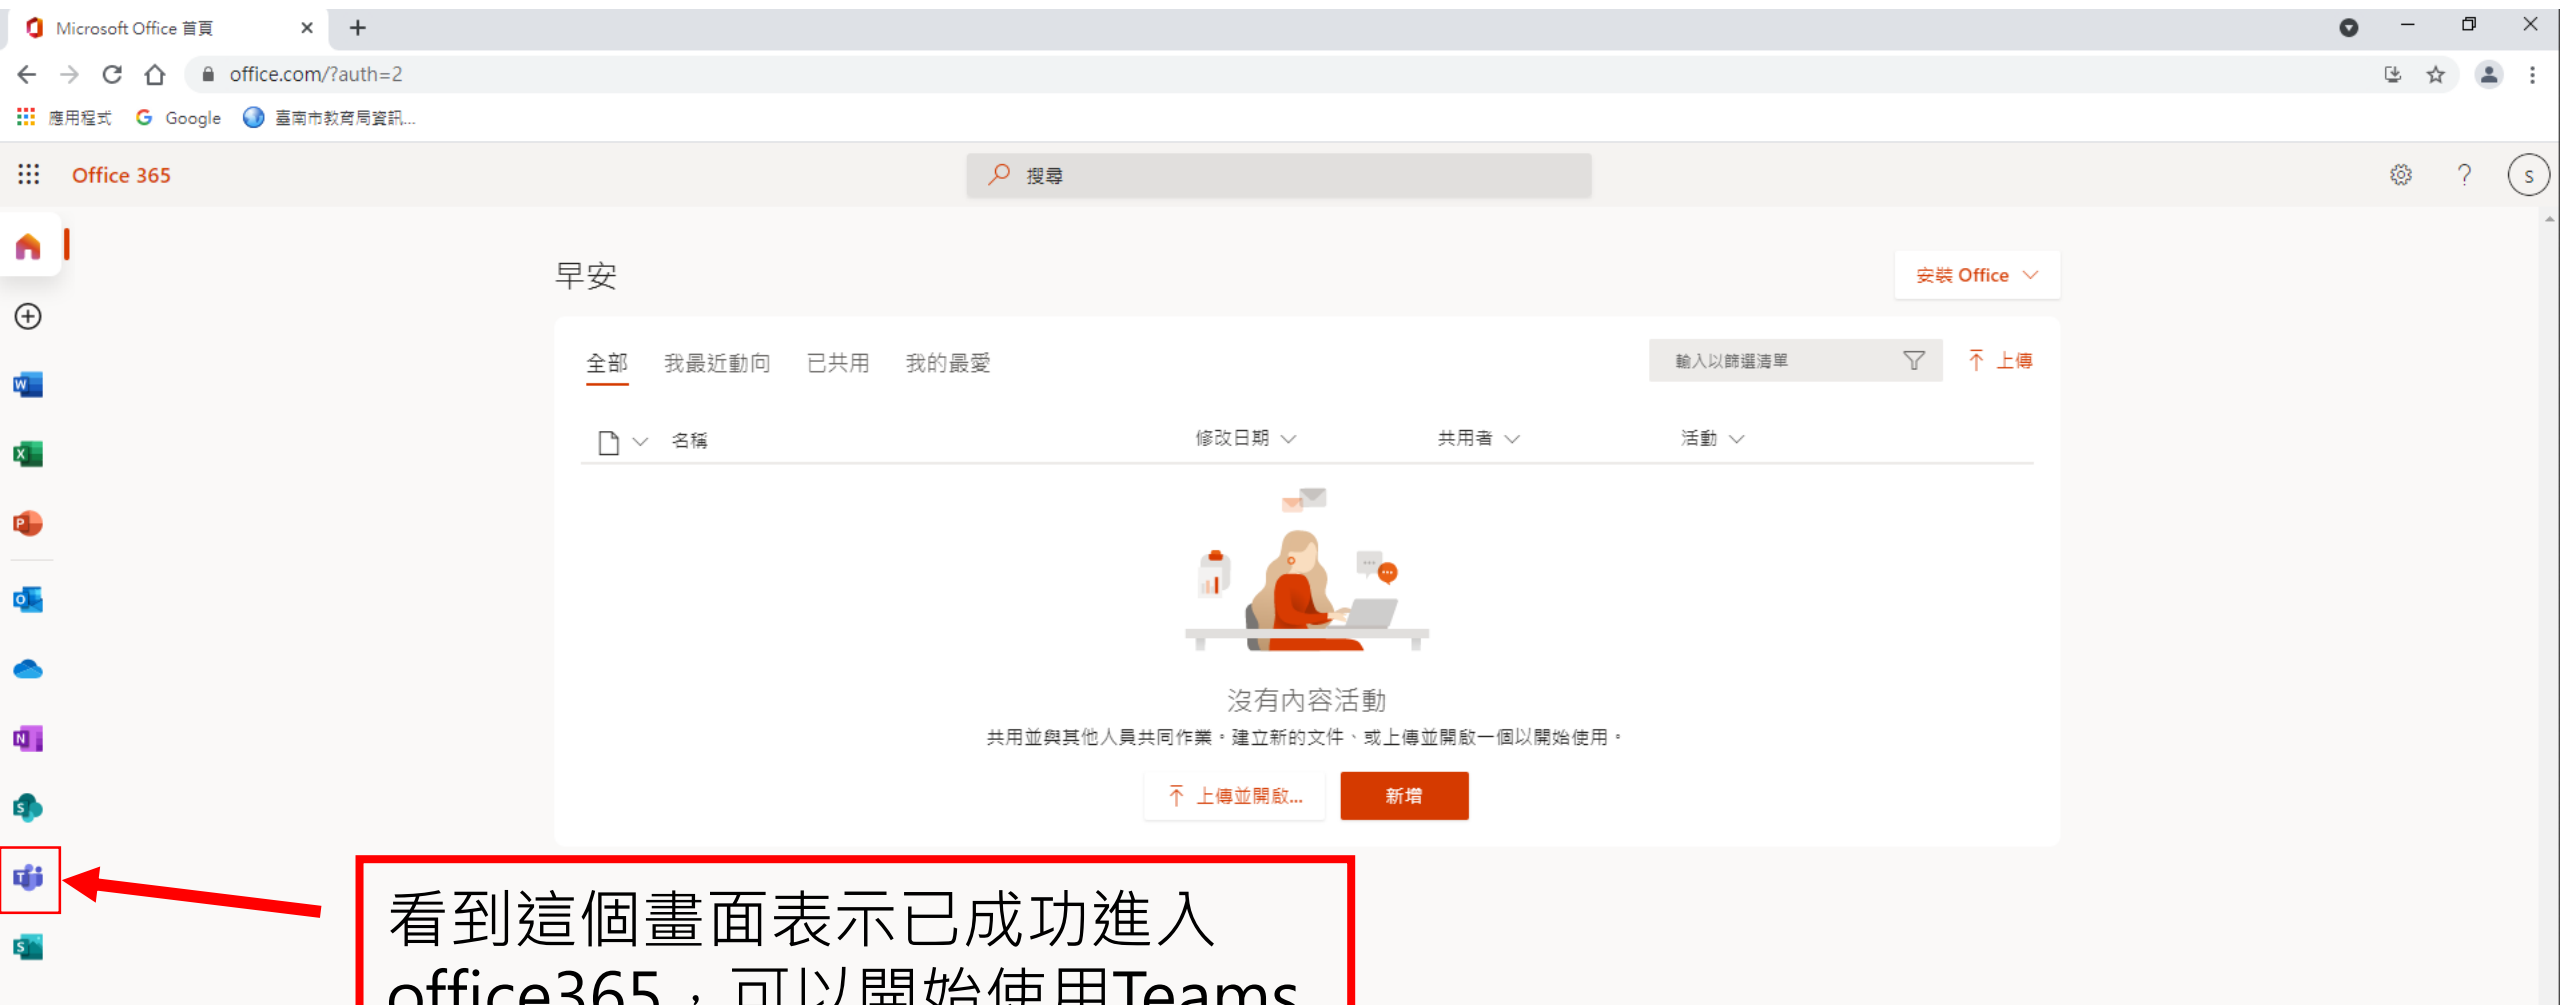 Microsoft Office 首頁
office.com/?auth=2
應用程式 Google 臺南市教育局資訊...
Office 365 搜尋 ? S
早安 安裝 Office
全部 我最近動向 已共用 我的最愛 輸入以篩選清單 上傳
名稱 修改日期 共用者 活動
沒有內容活動
共用並與其他人員共同作業。建立新的文件、或上傳並開啟一個以開始使用。
上傳並開啟... 新增
看到這個畫面表示已成功進入
office365，可以開始使用Teams